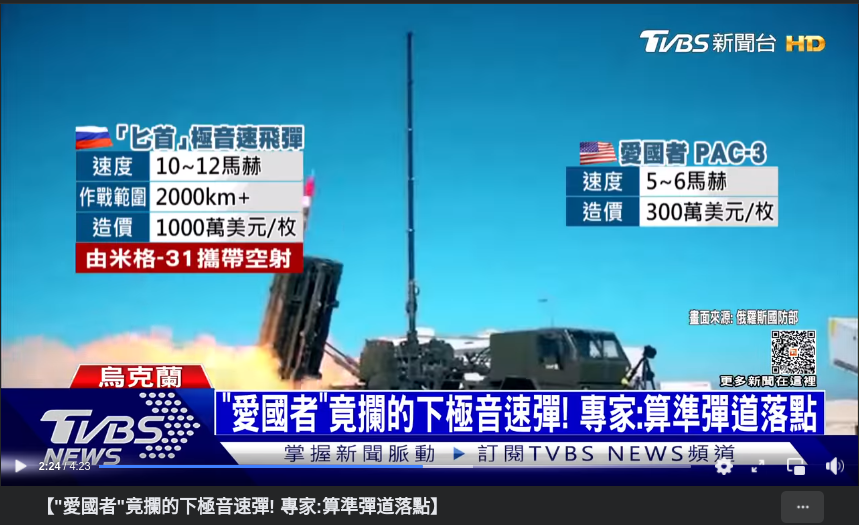 TVBS新聞台 HD
「匕首」極音速飛彈
速度 10~12馬赫
作戰範圍 2000km+
造價 1000萬美元/枚
由米格-31攜帶空射
愛國者 PAC-3
速度 5~6馬赫
造價 300萬美元/枚
畫面來源: 俄羅斯國防部
更多新聞在這裡
烏克蘭
"愛國者"竟攔的下極音速彈! 專家:算準彈道落點
TVBS NEWS
掌握新聞脈動 ▶ 訂閱TVBS NEWS頻道
2:24 / 4:23
【"愛國者"竟攔的下極音速彈! 專家:算準彈道落點】